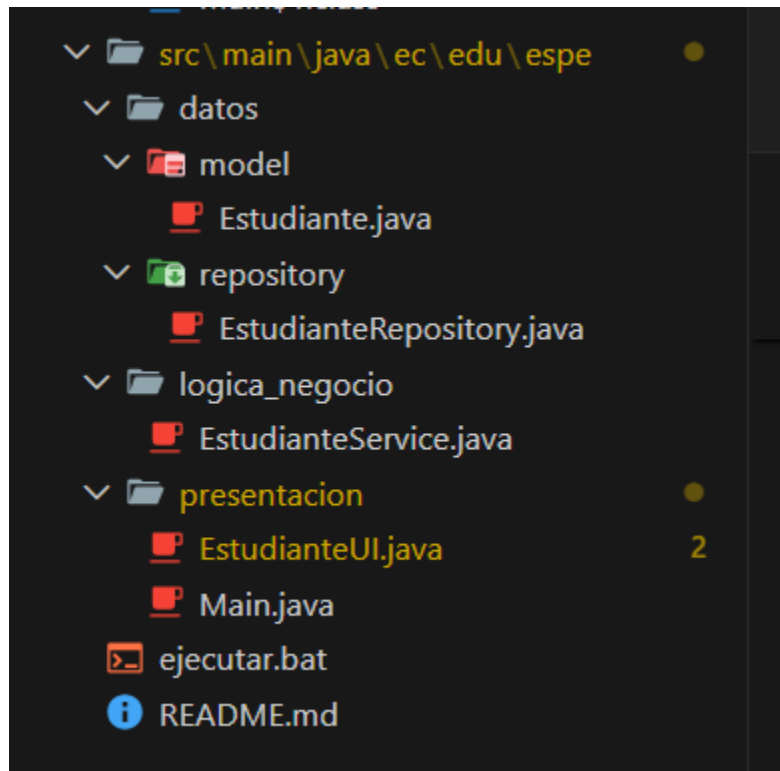 src\main\java\ec\edu\espe
datos
model
Estudiante.java
repository
EstudianteRepository.java
logica_negocio
EstudianteService.java
presentacion
EstudianteUI.java 2
Main.java
ejecutar.bat
README.md